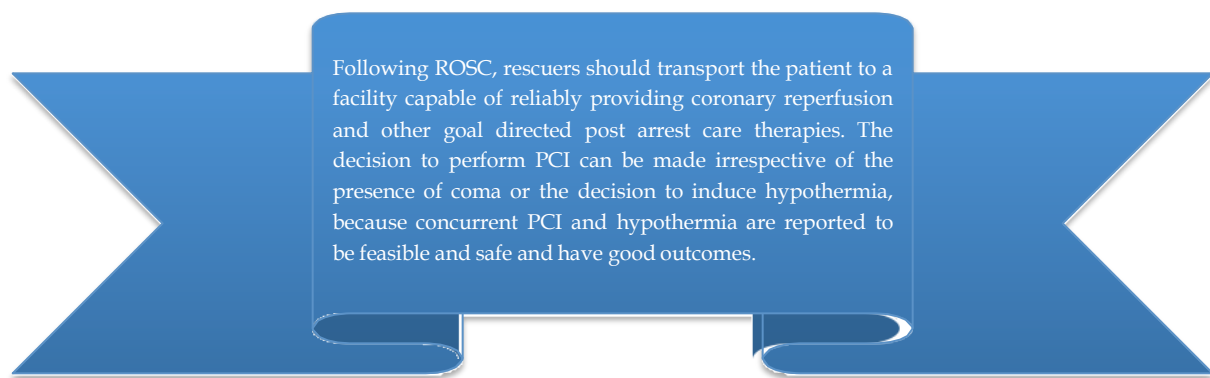 Following ROSC, rescuers should transport the patient to a
facility capable of reliably providing coronary reperfusion
and other goal directed post arrest care therapies. The
decision to perform PCI can be made irrespective of the
presence of coma or the decision to induce hypothermia,
because concurrent PCI and hypothermia are reported to
be feasible and safe and have good outcomes.